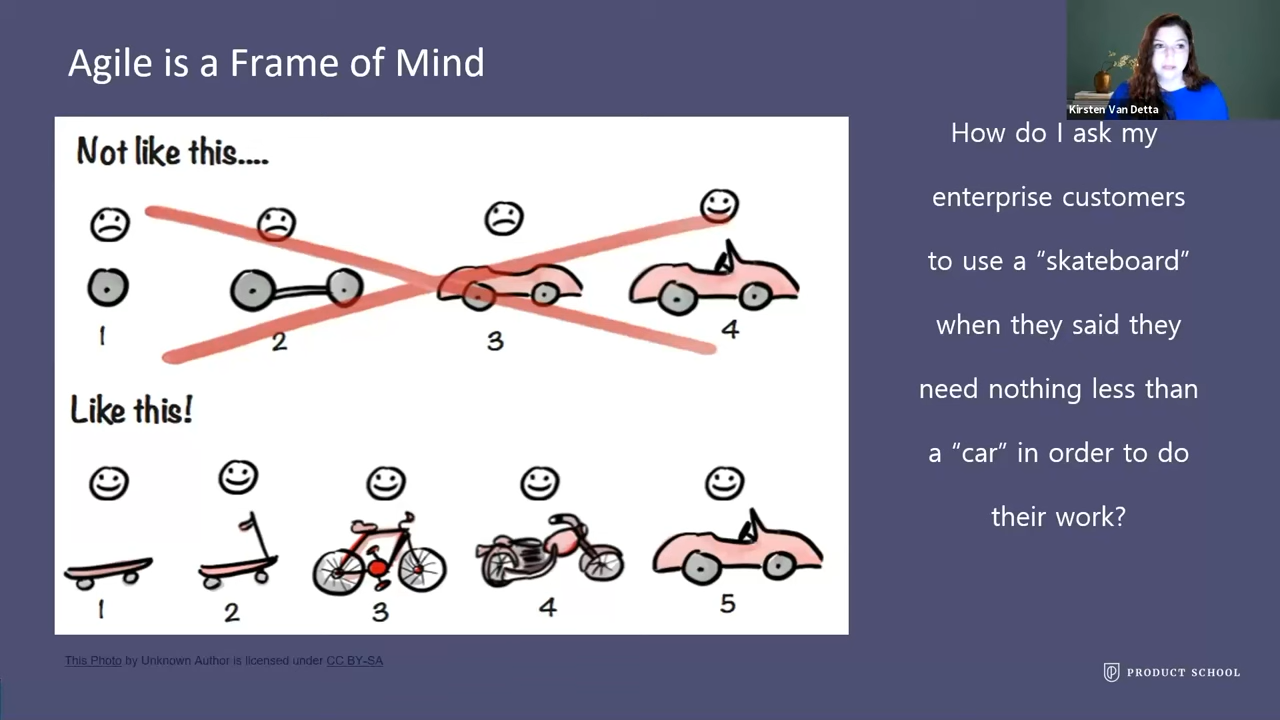 Agile is a Frame of Mind
Kirsten Van Detta
Not like this....
1
2
3
4
Like this!
1
2
3
4
5
How do I ask my
enterprise customers
to use a “skateboard”
when they said they
need nothing less than
a “car” in order to do
their work?
This Photo by Unknown Author is licensed under CC BY-SA
PRODUCT SCHOOL